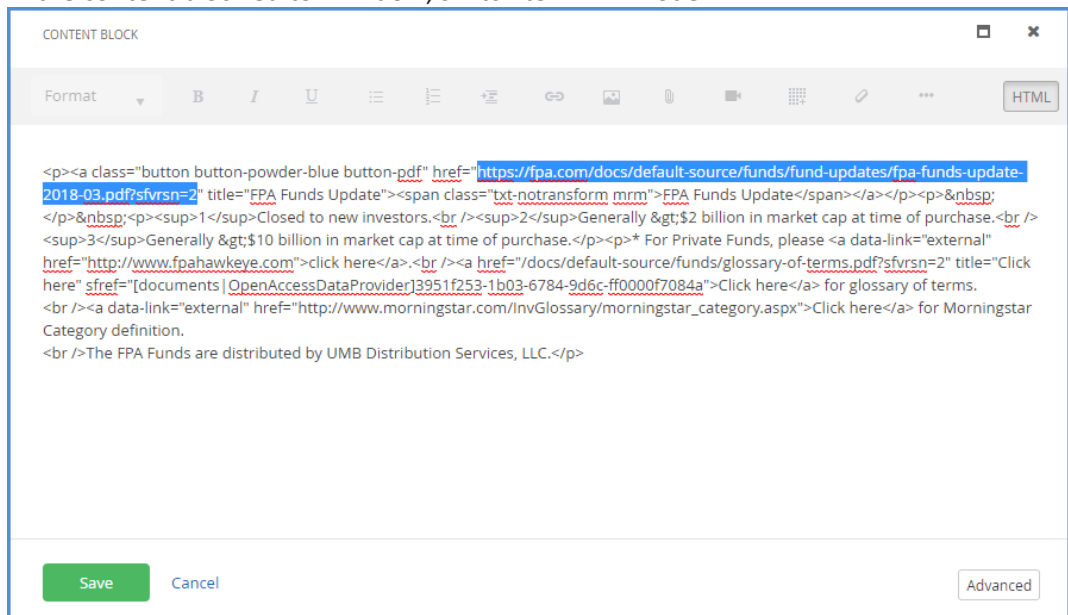 CONTENT BLOCK
Format B I U HTML
<p><a class="button button-powder-blue button-pdf" href="https://fpa.com/docs/default-source/funds/fund-updates/fpa-funds-update-
2018-03.pdf?sfvrsn=2" title="FPA Funds Update"><span class="txt-notransform mrm">FPA Funds Update</span></a></p><p>&nbsp;
</p>&nbsp;<p><sup>1</sup>Closed to new investors.<br /><sup>2</sup>Generally &gt;$2 billion in market cap at time of purchase.<br />
<sup>3</sup>Generally &gt;$10 billion in market cap at time of purchase.</p><p>* For Private Funds, please <a data-link="external"
href="http://www.fpahawkeye.com">click here</a>.<br /><a href="/docs/default-source/funds/glossary-of-terms.pdf?sfvrsn=2" title="Click
here" sfref="[documents|OpenAccessDataProvider]3951f253-1b03-6784-9d6c-ff0000f7084a">Click here</a> for glossary of terms.
<br /><a data-link="external" href="http://www.morningstar.com/InvGlossary/morningstar_category.aspx">Click here</a> for Morningstar
Category definition.
<br />The FPA Funds are distributed by UMB Distribution Services, LLC.</p>
Save Cancel Advanced